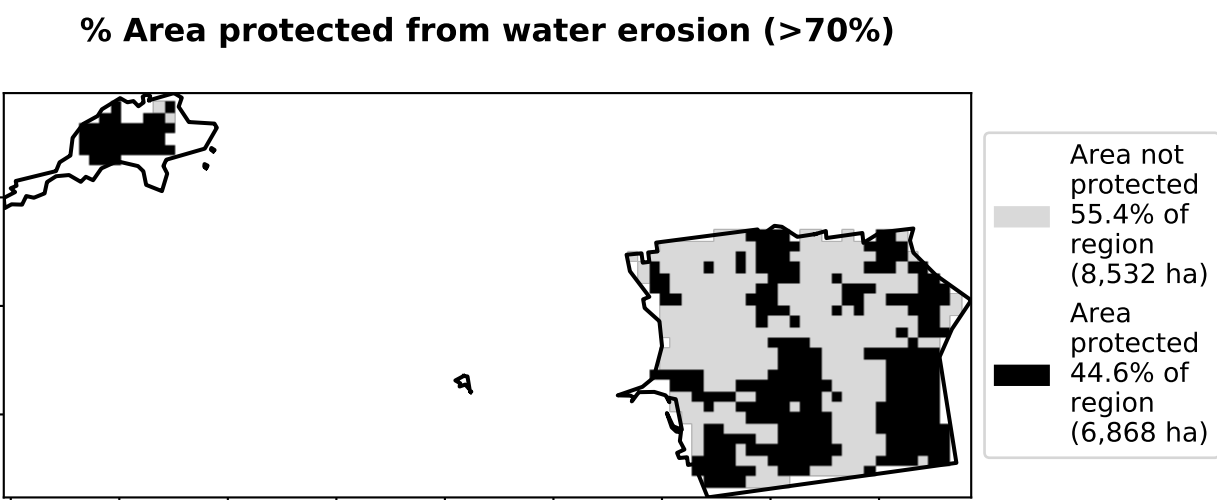 % Area protected from water erosion (>70%)
Area not
protected
55.4% of
region
(8,532 ha)
Area
protected
44.6% of
region
(6,868 ha)